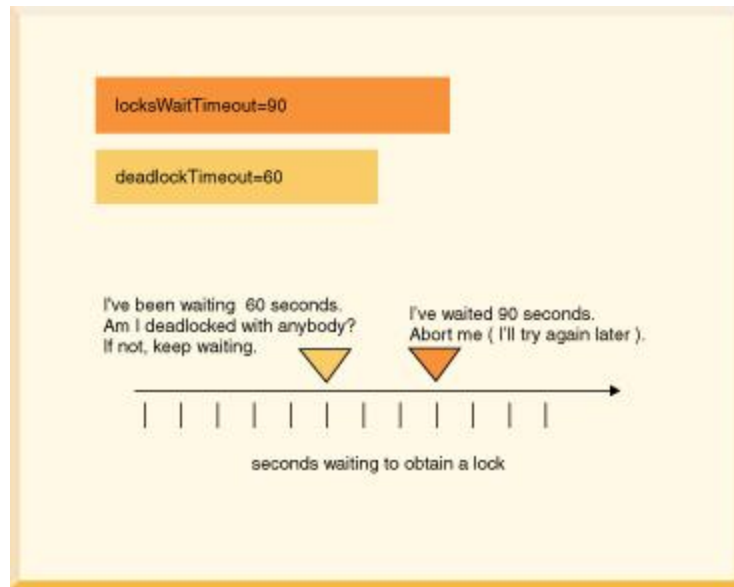 locksWaitTimeout=90
deadlockTimeout=60
I've been waiting 60 seconds.
Am I deadlocked with anybody?
If not, keep waiting.
I've waited 90 seconds.
Abort me ( I'll try again later ).
seconds waiting to obtain a lock